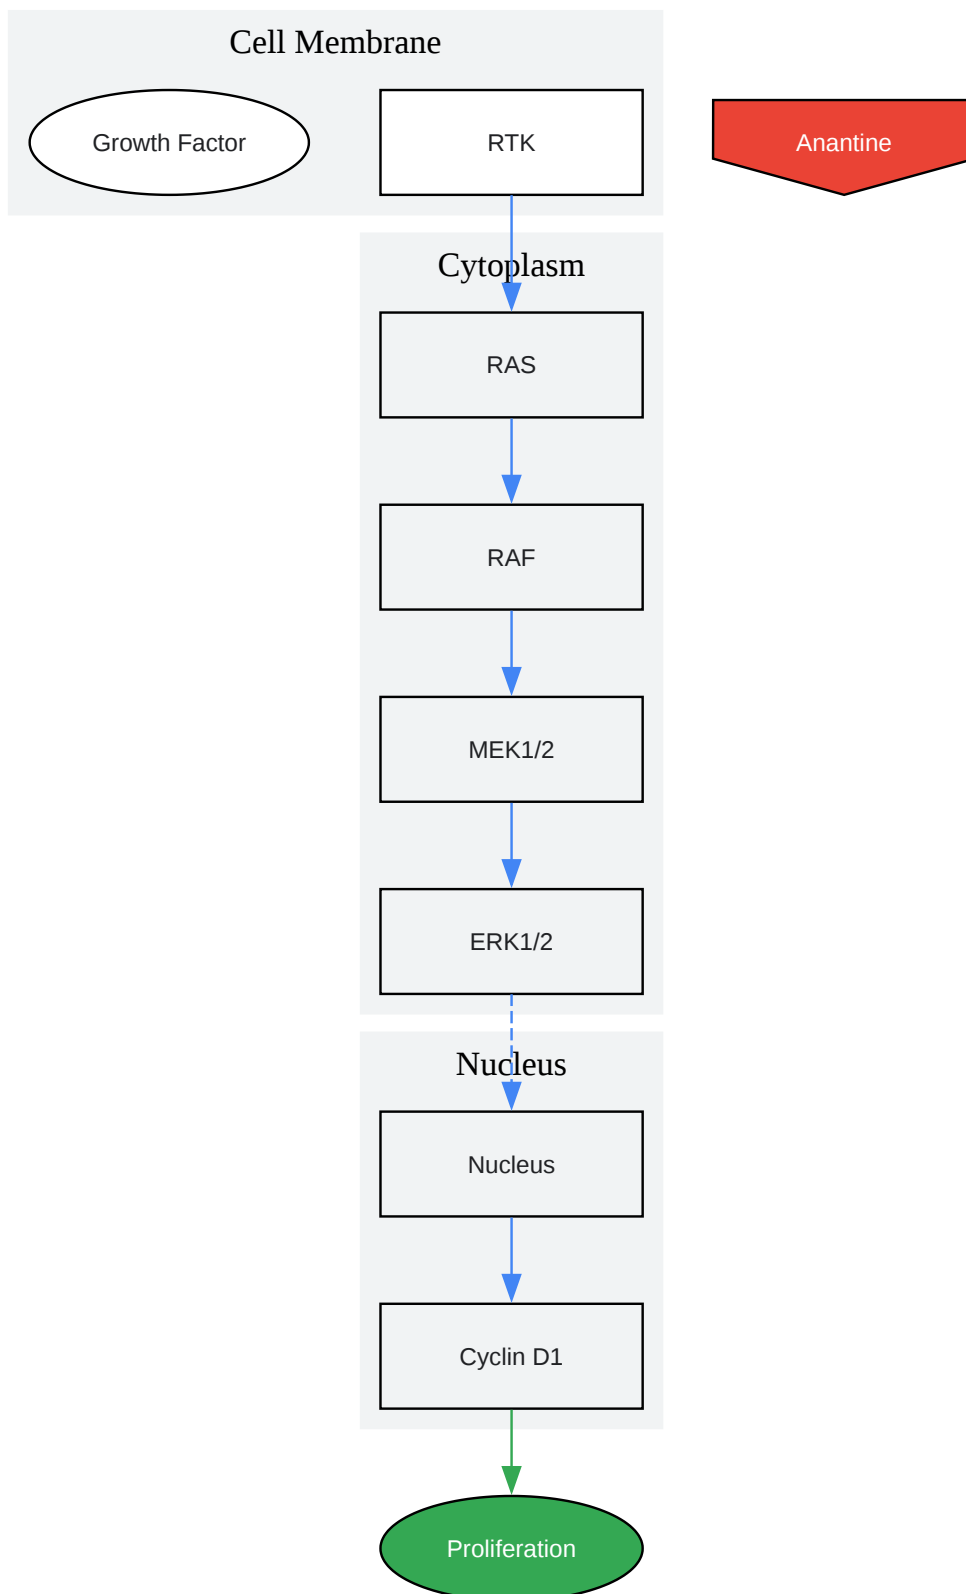 Cell Membrane
Growth Factor
RTK
Anantine
Cytoplasm
RAS
RAF
MEK1/2
ERK1/2
Nucleus
Nucleus
Cyclin D1
Proliferation